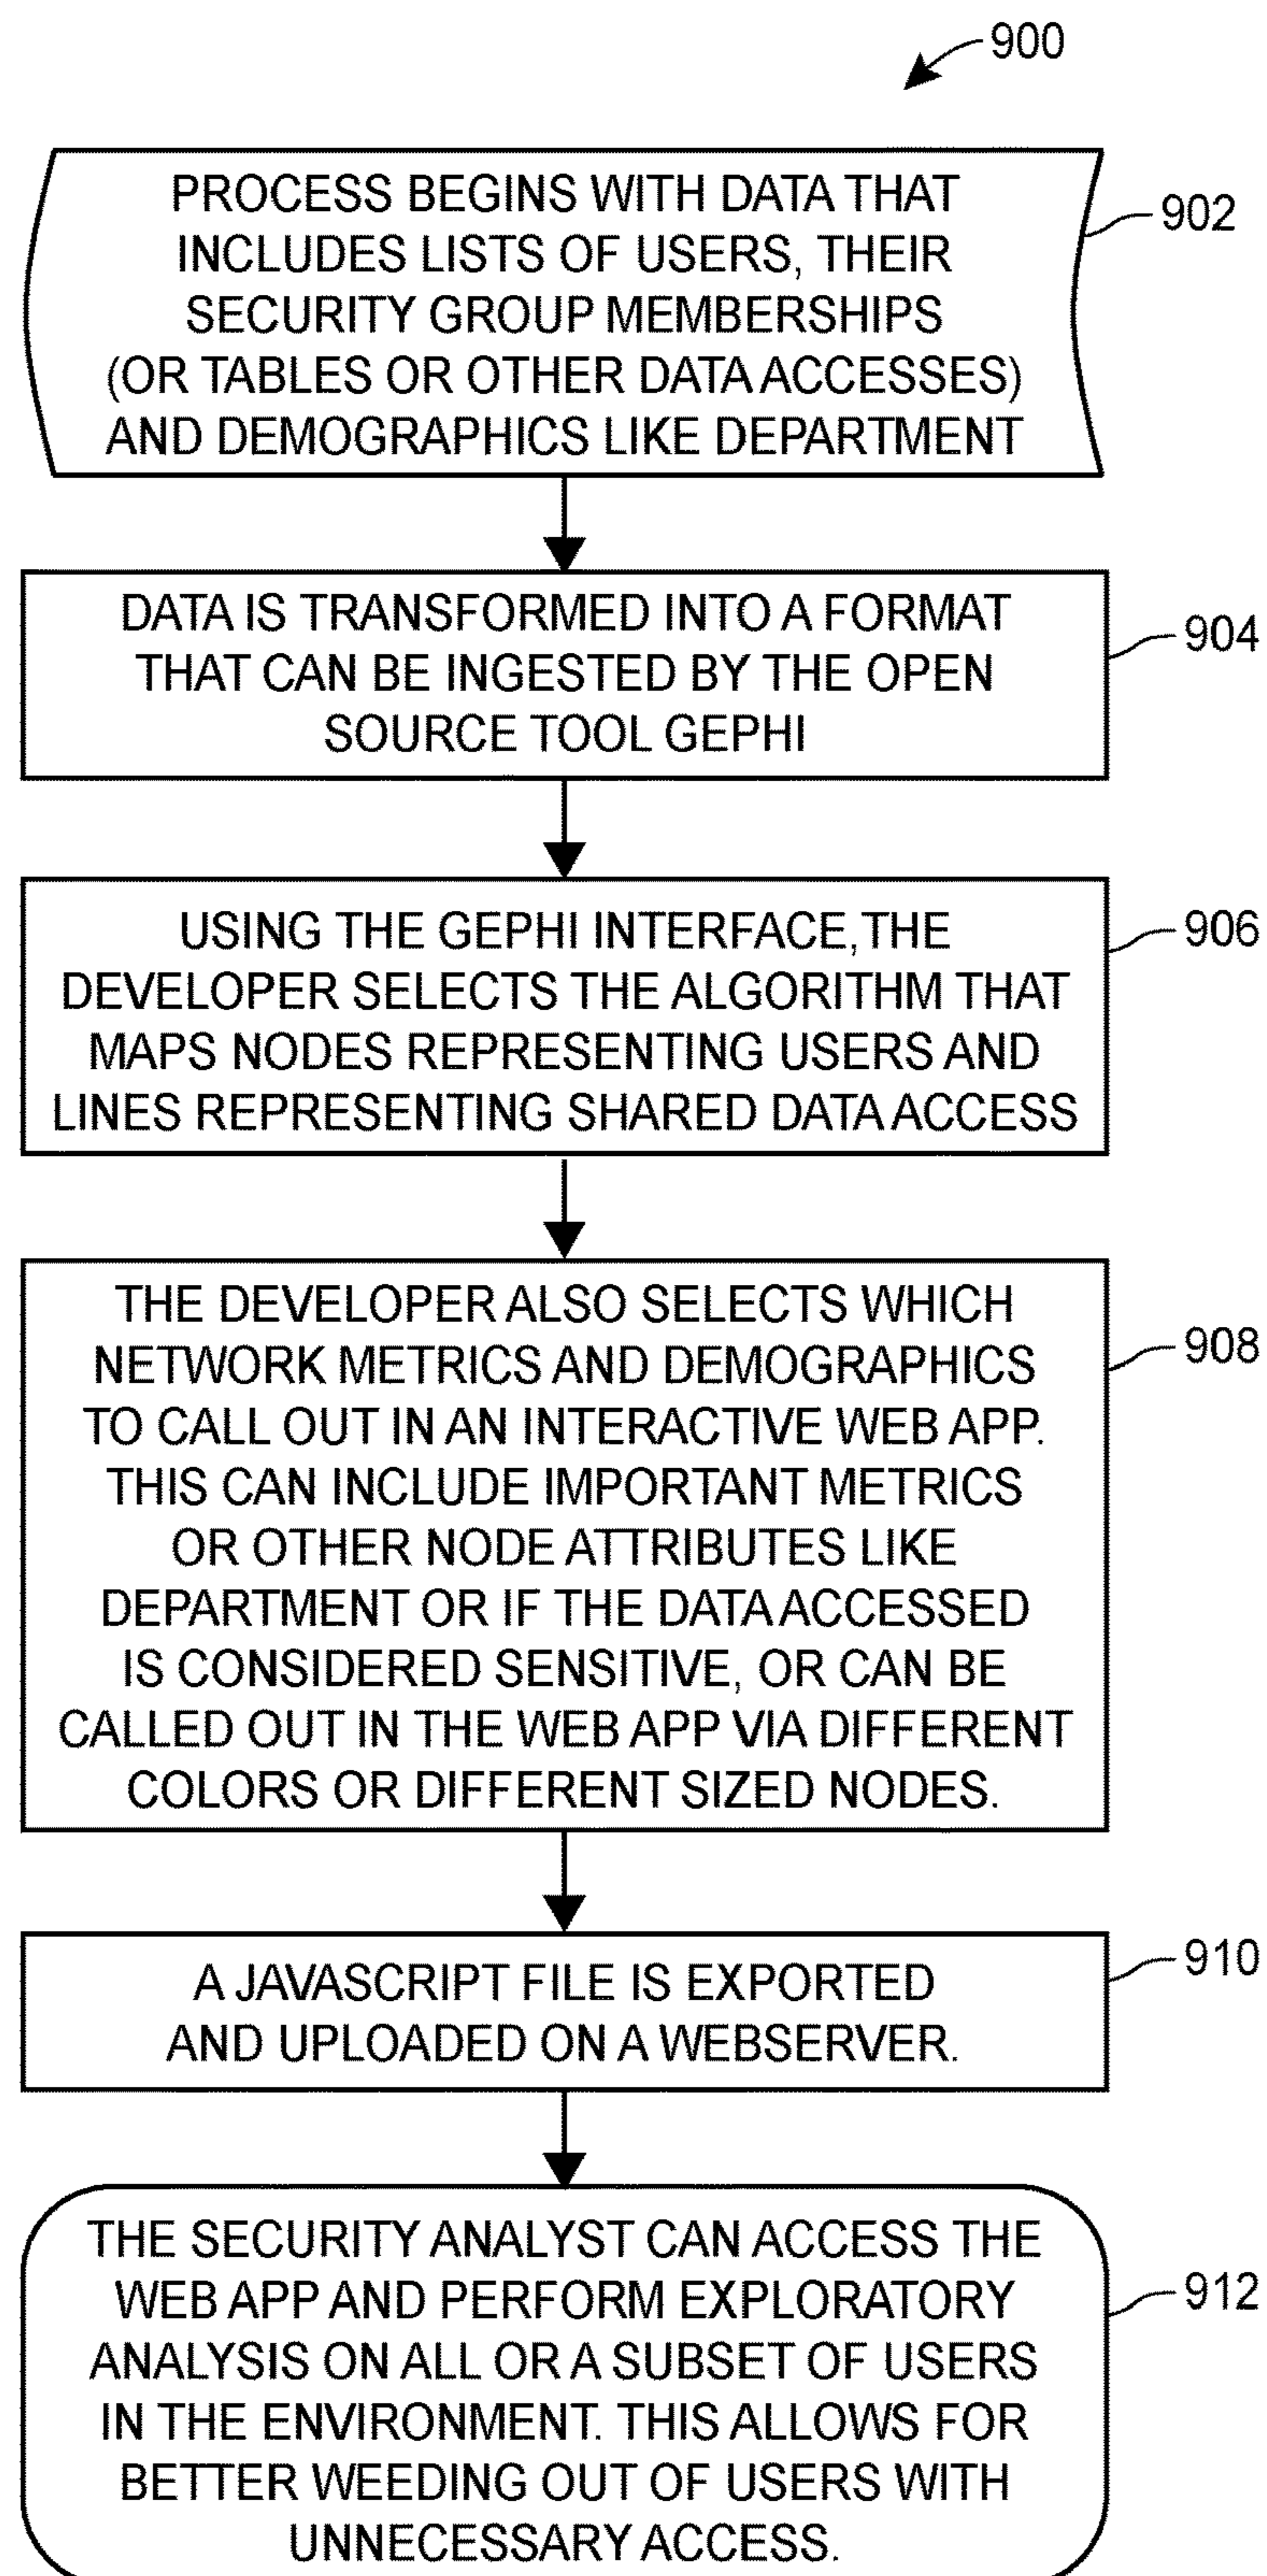 900
PROCESS BEGINS WITH DATA THAT
INCLUDES LISTS OF USERS, THEIR
SECURITY GROUP MEMBERSHIPS
(OR TABLES OR OTHER DATA ACCESSES)
AND DEMOGRAPHICS LIKE DEPARTMENT
902
DATA IS TRANSFORMED INTO A FORMAT
THAT CAN BE INGESTED BY THE OPEN
SOURCE TOOL GEPHI
904
USING THE GEPHI INTERFACE, THE
DEVELOPER SELECTS THE ALGORITHM THAT
MAPS NODES REPRESENTING USERS AND
LINES REPRESENTING SHARED DATA ACCESS
906
THE DEVELOPER ALSO SELECTS WHICH
NETWORK METRICS AND DEMOGRAPHICS
TO CALL OUT IN AN INTERACTIVE WEB APP.
THIS CAN INCLUDE IMPORTANT METRICS
OR OTHER NODE ATTRIBUTES LIKE
DEPARTMENT OR IF THE DATA ACCESSED
IS CONSIDERED SENSITIVE, OR CAN BE
CALLED OUT IN THE WEB APP VIA DIFFERENT
COLORS OR DIFFERENT SIZED NODES.
908
A JAVASCRIPT FILE IS EXPORTED
AND UPLOADED ON A WEBSERVER.
910
THE SECURITY ANALYST CAN ACCESS THE
WEB APP AND PERFORM EXPLORATORY
ANALYSIS ON ALL OR A SUBSET OF USERS
IN THE ENVIRONMENT. THIS ALLOWS FOR
BETTER WEEDING OUT OF USERS WITH
UNNECESSARY ACCESS.
912